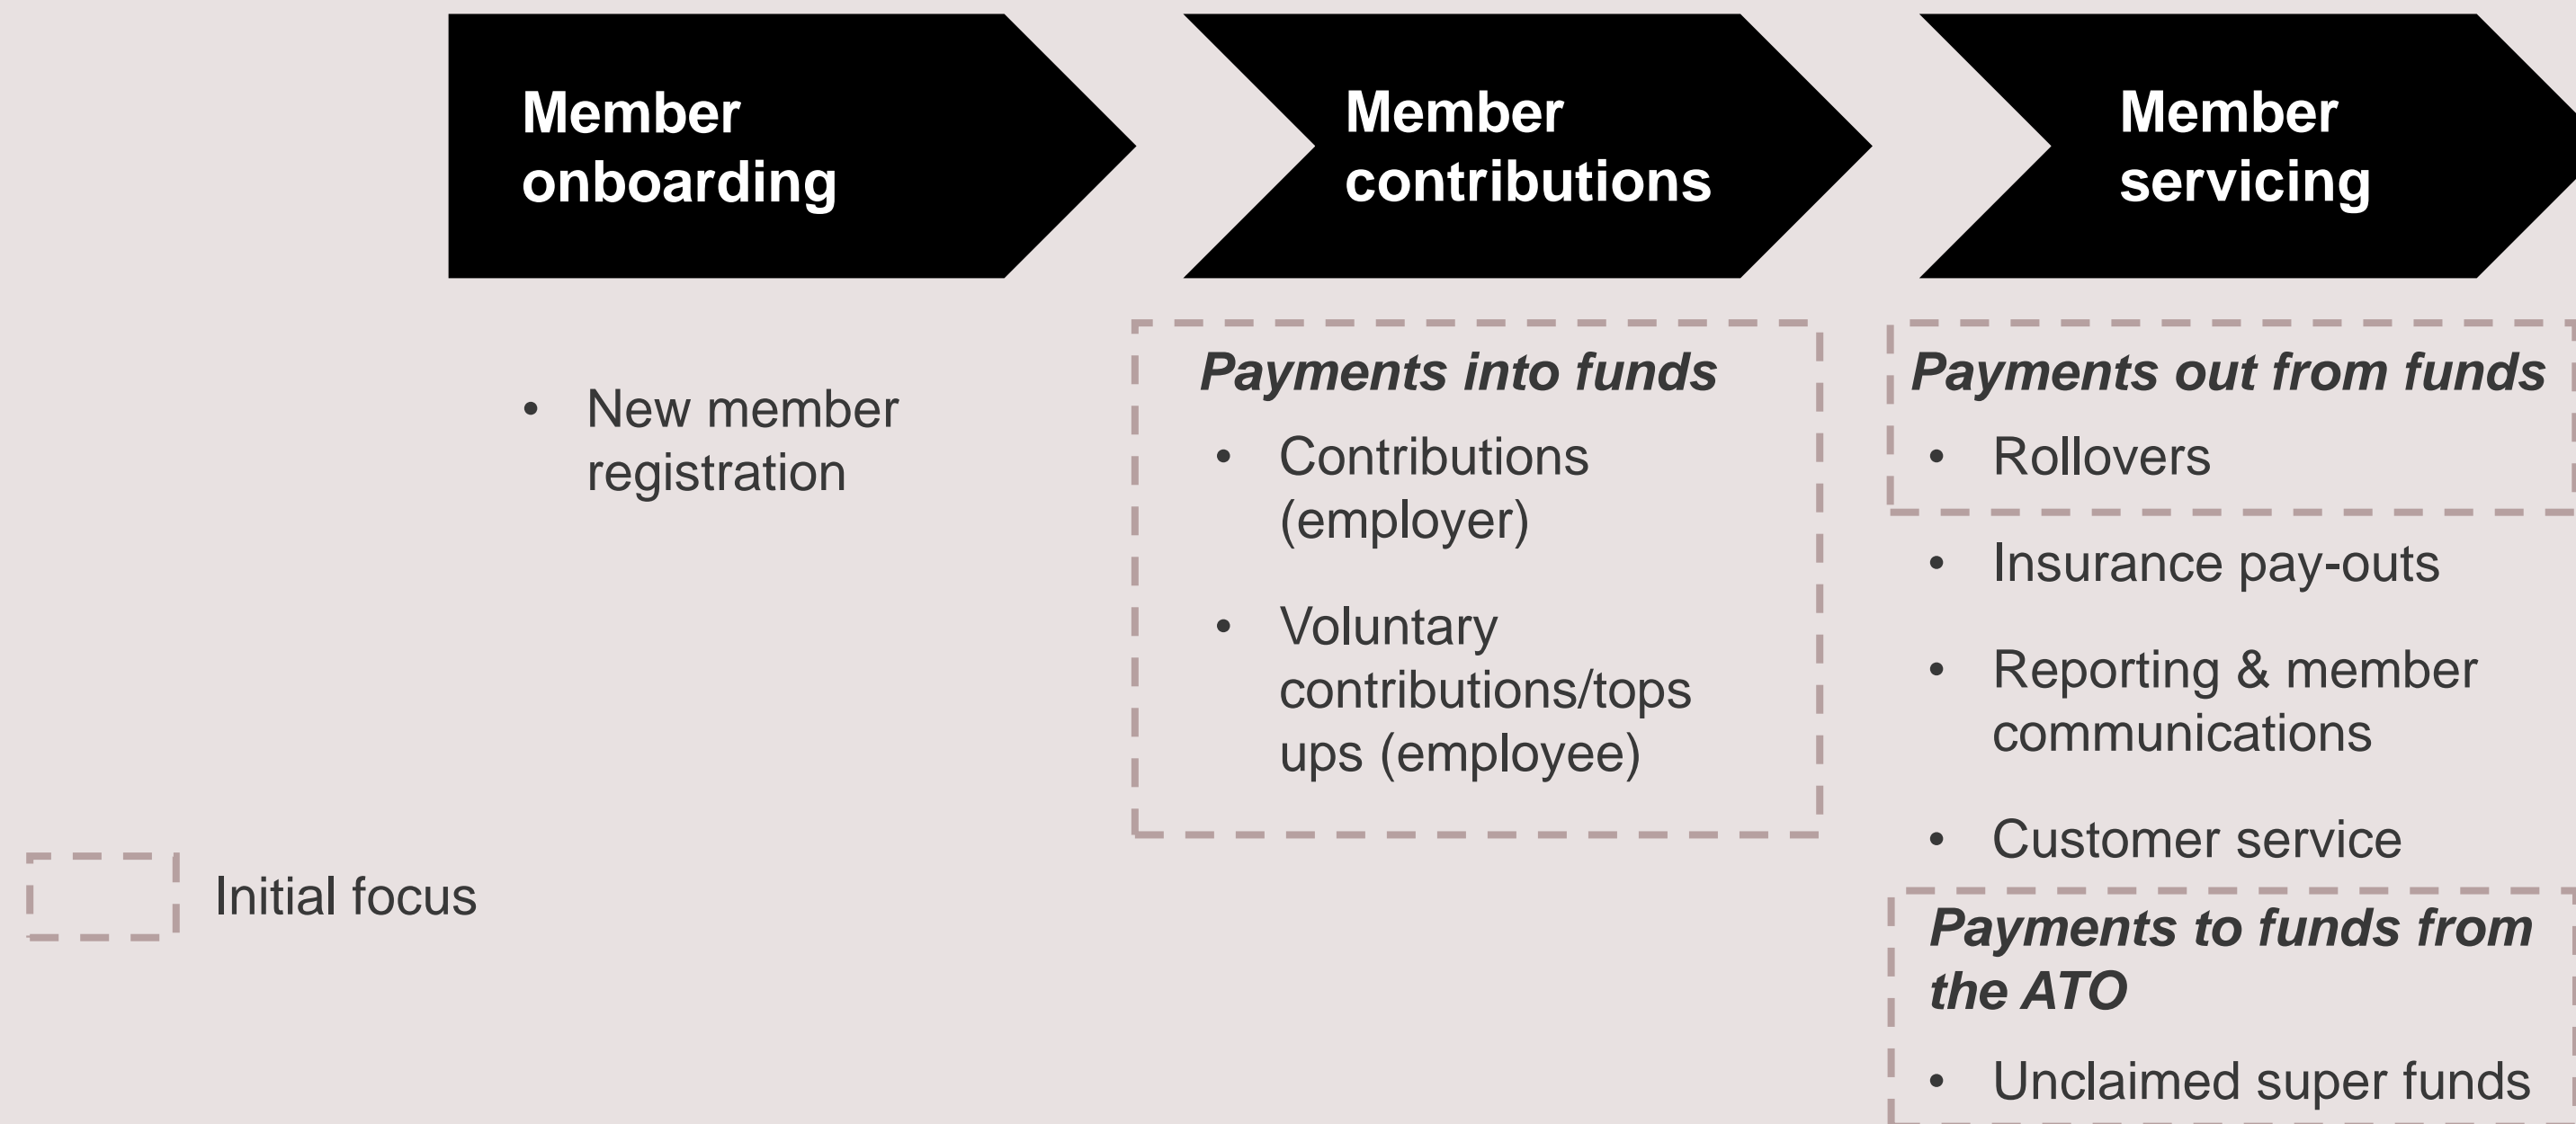 Member
onboarding
Member
contributions
Member
servicing
• New member
registration
Payments into funds
• Contributions
(employer)
• Voluntary
contributions/tops
ups (employee)
Payments out from funds
• Rollovers
• Insurance pay-outs
• Reporting & member
communications
• Customer service
Payments to funds from
the ATO
• Unclaimed super funds
Initial focus